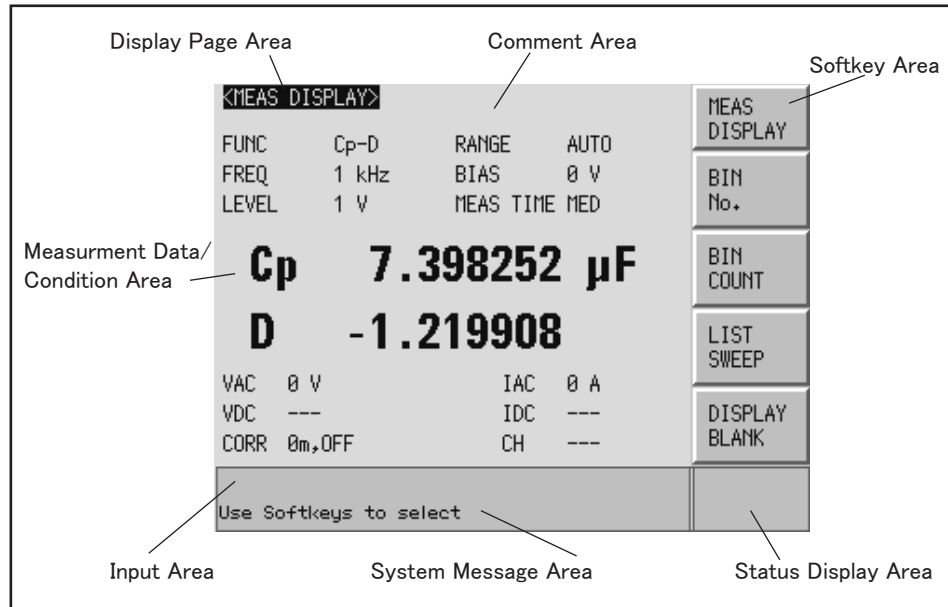 Display Page Area
Comment Area
Softkey Area
<MEAS DISPLAY>
FUNC Cp-D RANGE AUTO
FREQ 1 kHz BIAS 0 V
LEVEL 1 V MEAS TIME MED
Measurment Data/
Condition Area
Cp 7.398252 µF
D -1.219908
VAC 0 V IAC 0 A
VDC --- IDC ---
CORR 0m,OFF CH ---
MEAS
DISPLAY
BIN
No.
BIN
COUNT
LIST
SWEEP
DISPLAY
BLANK
Use Softkeys to select
Input Area
System Message Area
Status Display Area